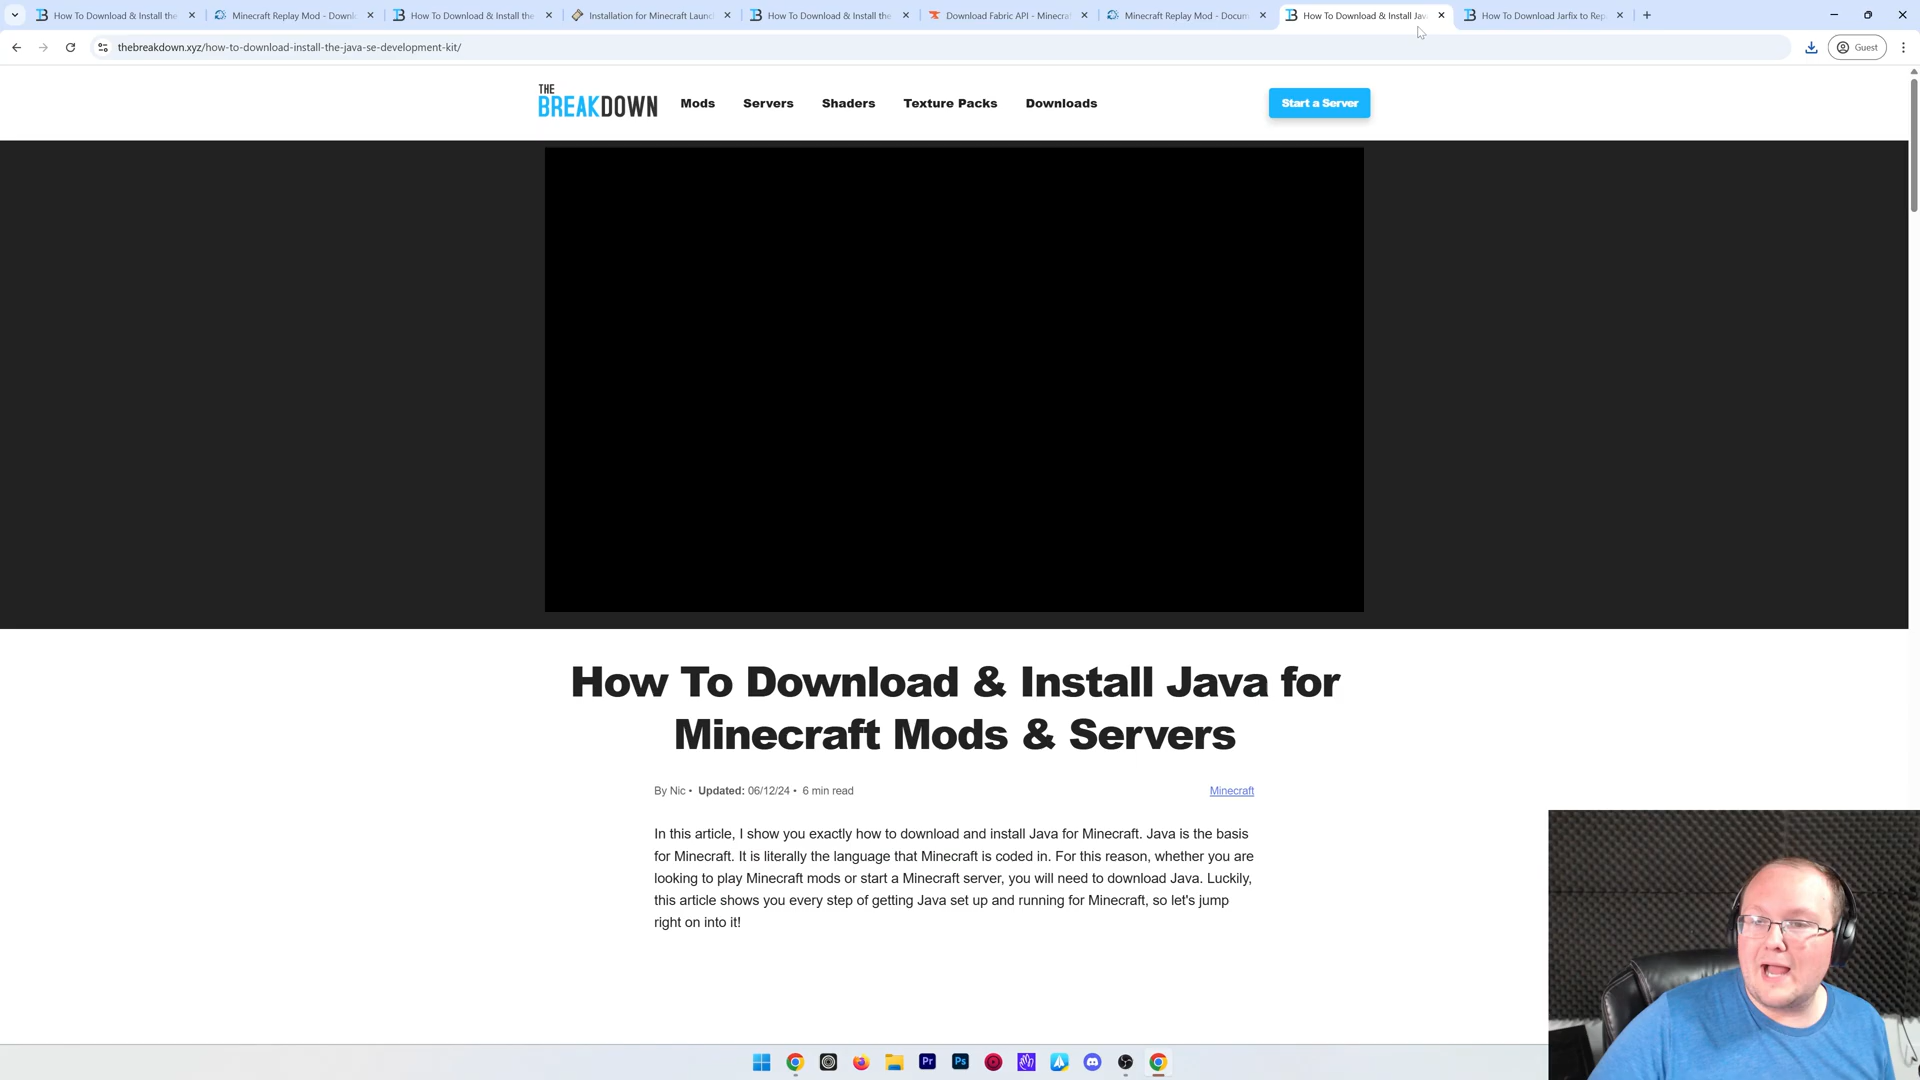 How To Download & Install the
Minecraft Replay Mod - Downl
How To Download & Install the
Installation for Minecraft Launc
How To Download & Install the
Download Fabric API - Minecraf
Minecraft Replay Mod - Docum
How To Download & Install Jav
How To Download Jarfix to Rep
thebreakdown.xyz/how-to-download-install-the-java-se-development-kit/
Guest
THE
BREAKDOWN
Mods
Servers
Shaders
Texture Packs
Downloads
Start a Server
How To Download & Install Java for
Minecraft Mods & Servers
By Nic • Updated: 06/12/24 • 6 min read
Minecraft
In this article, I show you exactly how to download and install Java for Minecraft. Java is the basis
for Minecraft. It is literally the language that Minecraft is coded in. For this reason, whether you are
looking to play Minecraft mods or start a Minecraft server, you will need to download Java. Luckily,
this article shows you every step of getting Java set up and running for Minecraft, so let's jump
right on into it!
Pr
Ps